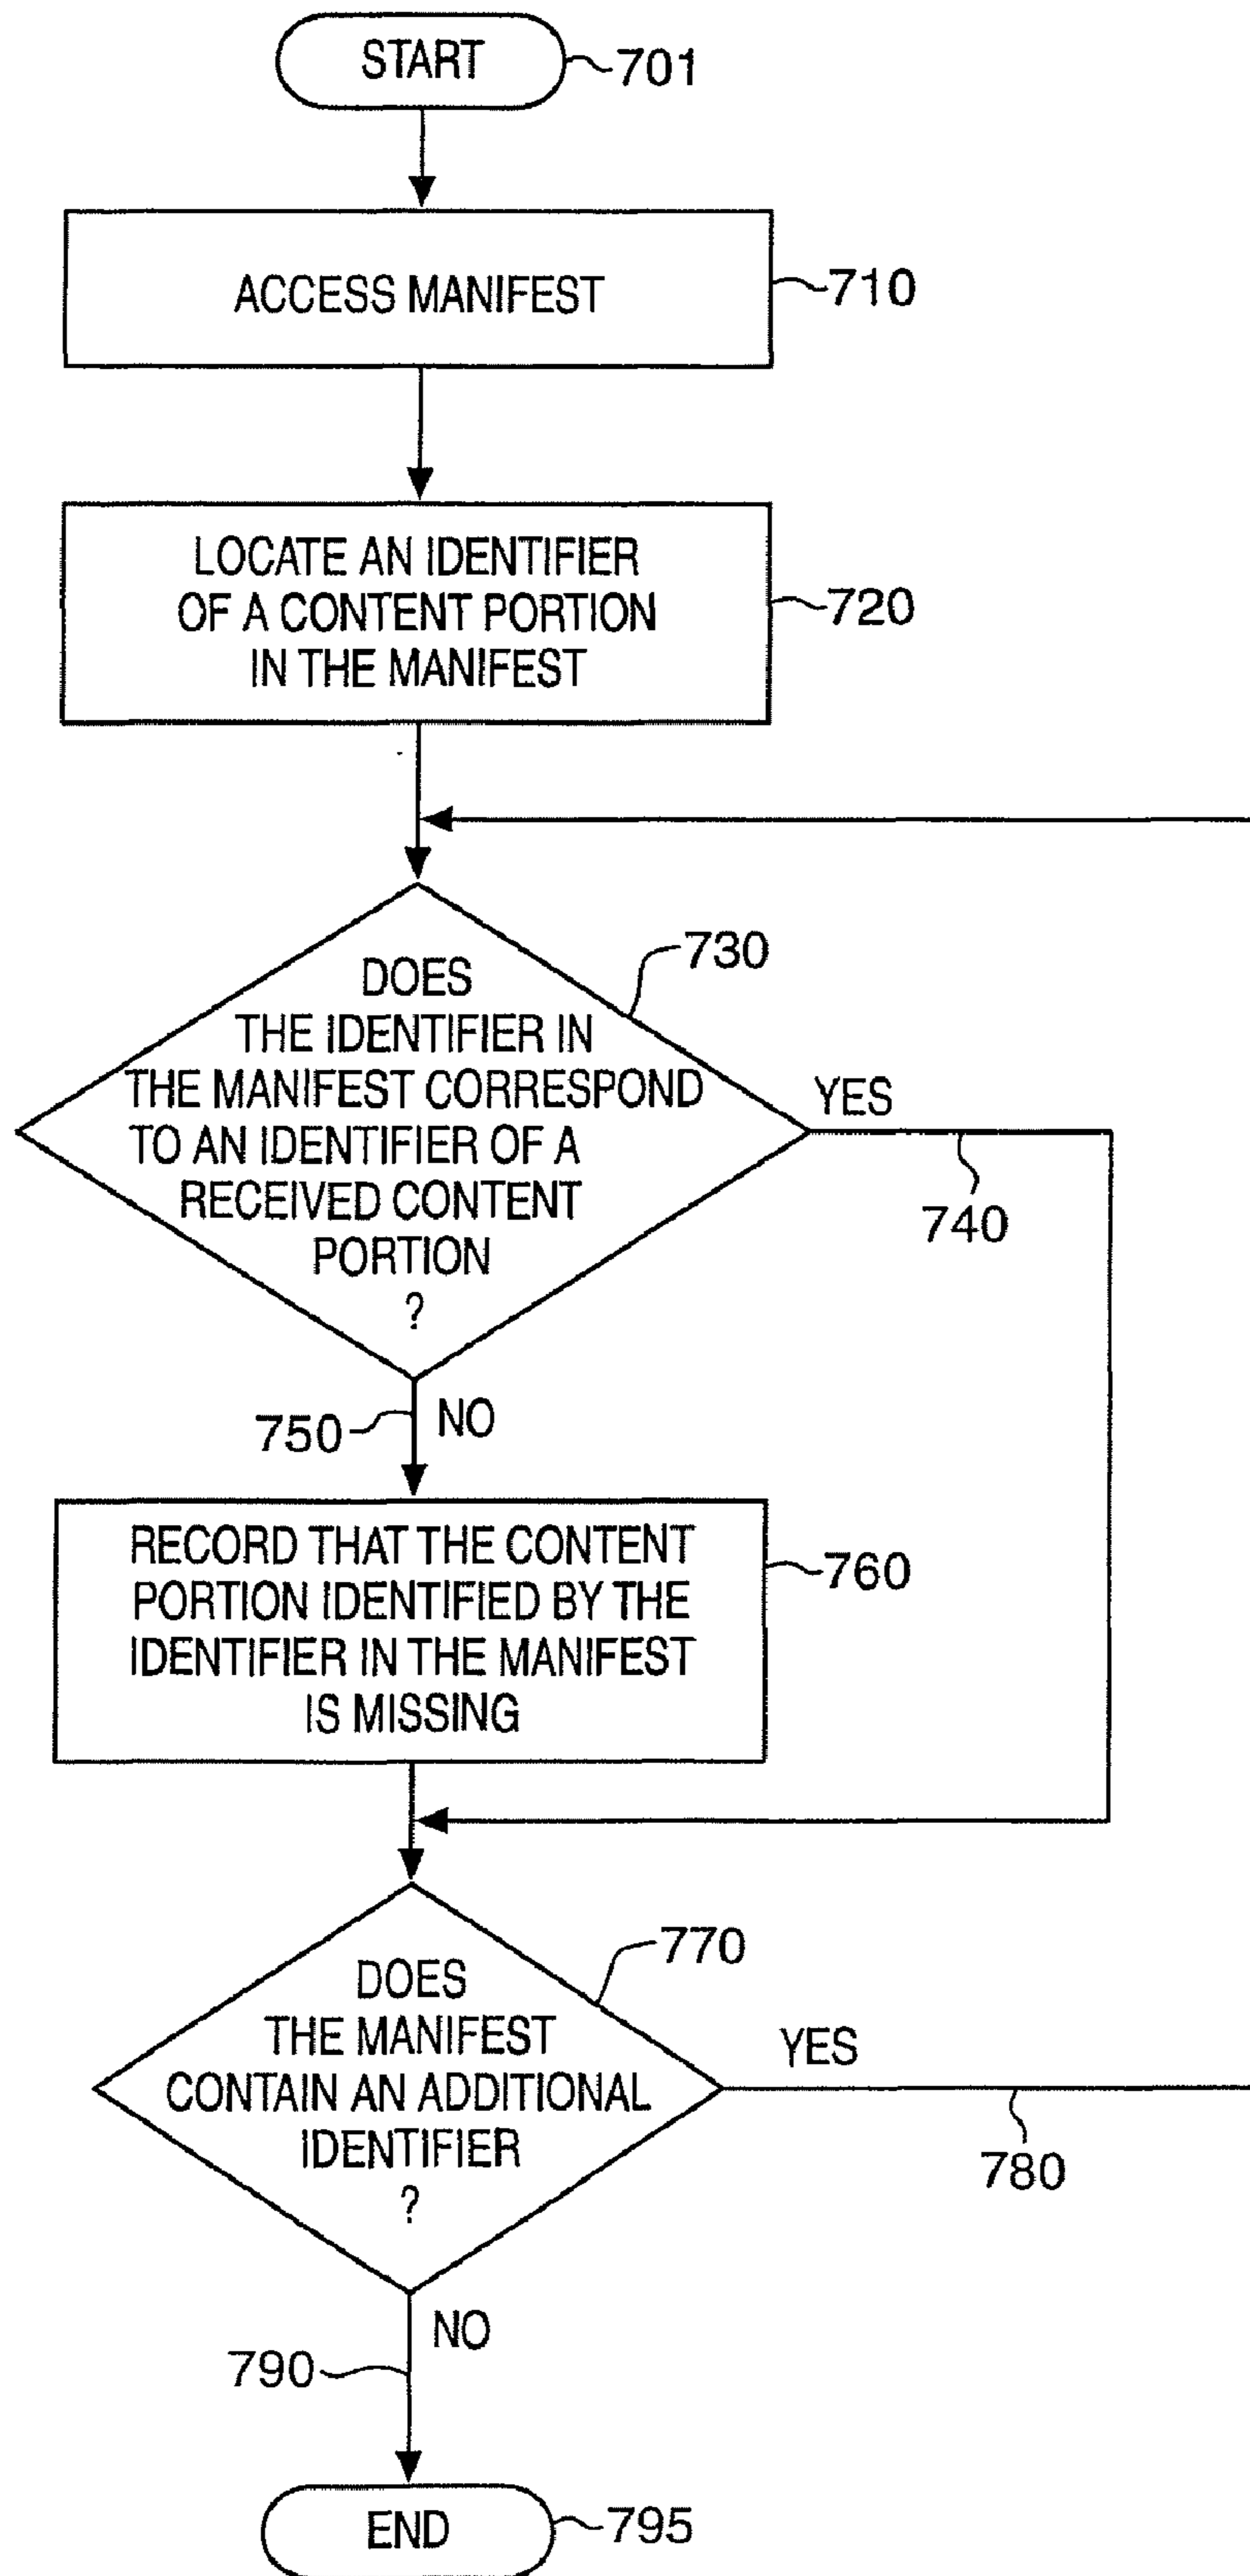 START
701
ACCESS MANIFEST
710
LOCATE AN IDENTIFIER
OF A CONTENT PORTION
IN THE MANIFEST
720
DOES
THE IDENTIFIER IN
THE MANIFEST CORRESPOND
TO AN IDENTIFIER OF A
RECEIVED CONTENT
PORTION
?
730
YES
740
750
NO
RECORD THAT THE CONTENT
PORTION IDENTIFIED BY THE
IDENTIFIER IN THE MANIFEST
IS MISSING
760
DOES
THE MANIFEST
CONTAIN AN ADDITIONAL
IDENTIFIER
?
770
YES
780
NO
790
END
795